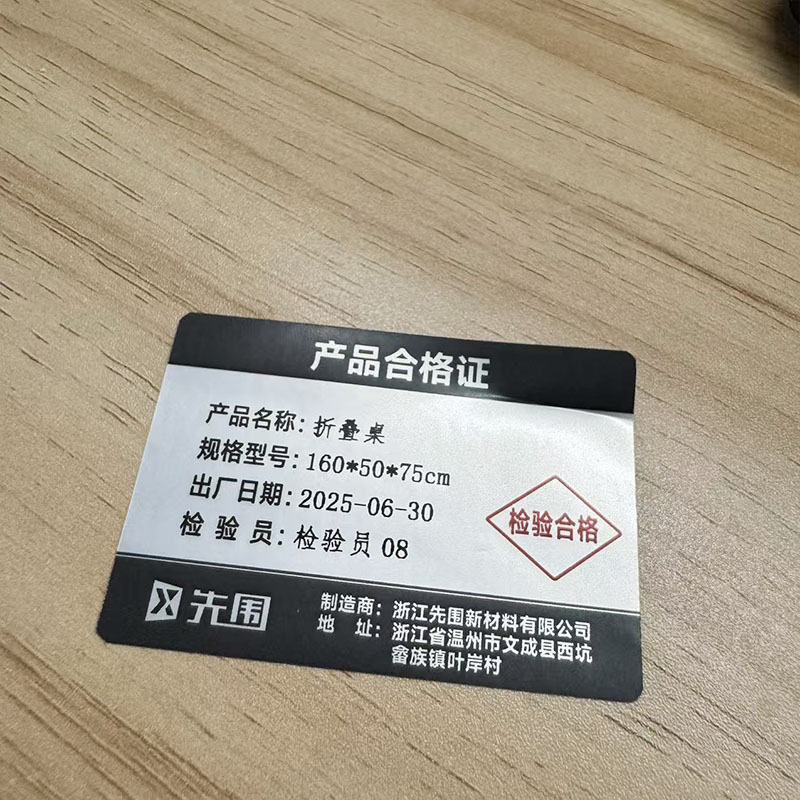 产品合格证
产品名称：折叠桌
规格型号：160*50*75cm
出厂日期：2025-06-30
检 验 员：检验员 08
检验合格
先围
制造商：浙江先围新材料有限公司
地 址：浙江省温州市文成县西坑
畲族镇叶岸村